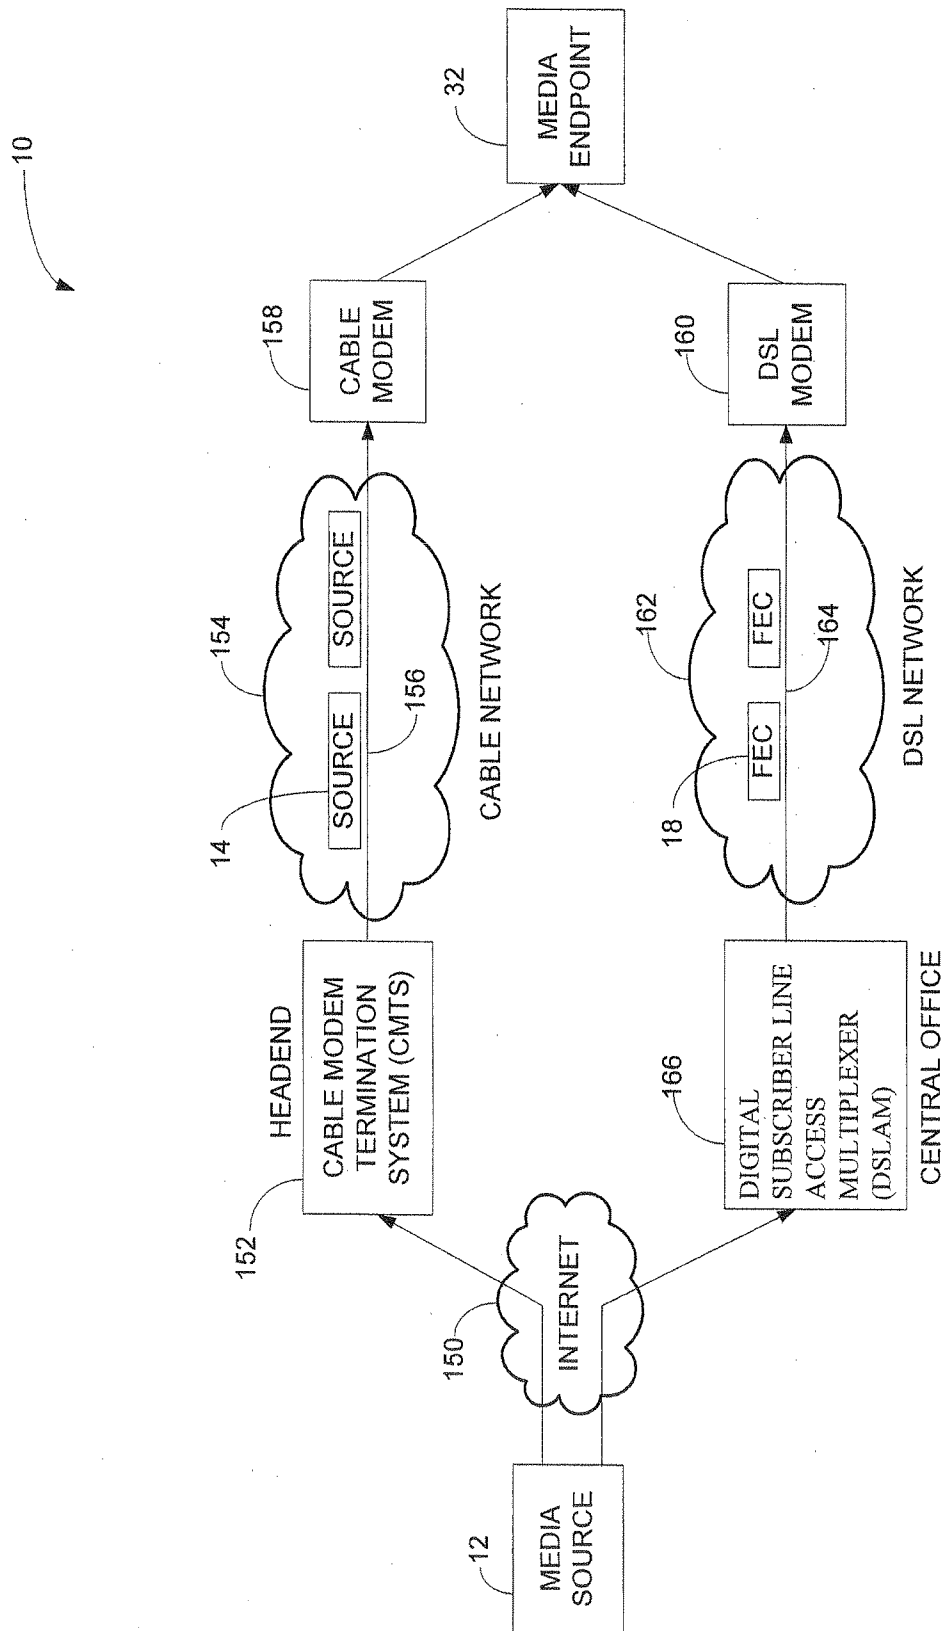 10
12
MEDIA
SOURCE
150
INTERNET
152
HEADEND
CABLE MODEM
TERMINATION
SYSTEM (CMTS)
14
SOURCE
SOURCE
154
156
CABLE NETWORK
158
CABLE
MODEM
32
MEDIA
ENDPOINT
166
DIGITAL
SUBSCRIBER LINE
ACCESS
MULTIPLEXER
(DSLAM)
CENTRAL OFFICE
18
FEC
FEC
162
164
DSL NETWORK
160
DSL
MODEM